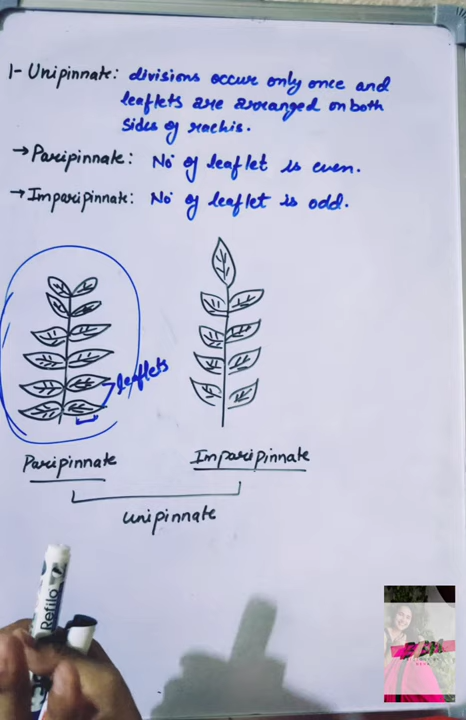 1- Unipinnate: divisions occur only once and
leaflets are arranged on both
sides of rachis.
→ Paripinnate: No of leaflet is even.
→ Imparipinnate: No of leaflet is odd.
leaflets
Paripinnate
Imparipinnate
unipinnate
Refilo